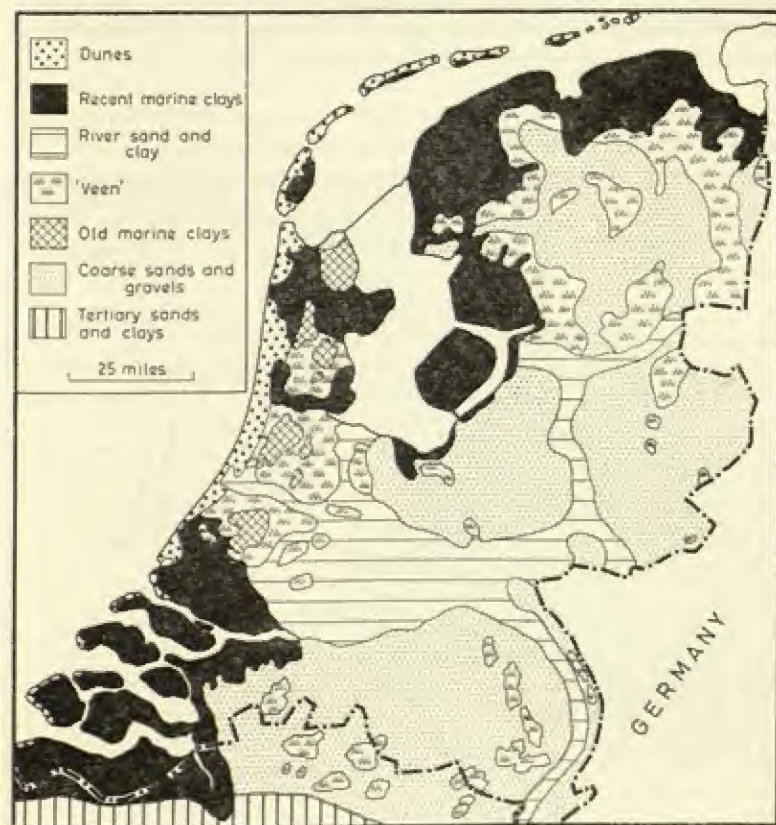 Dunes
Recent marine clays
River sand and
clay
'Veen'
Old marine clays
Coarse sands and
gravels
Tertiary sands
and clays
25 miles
GERMANY